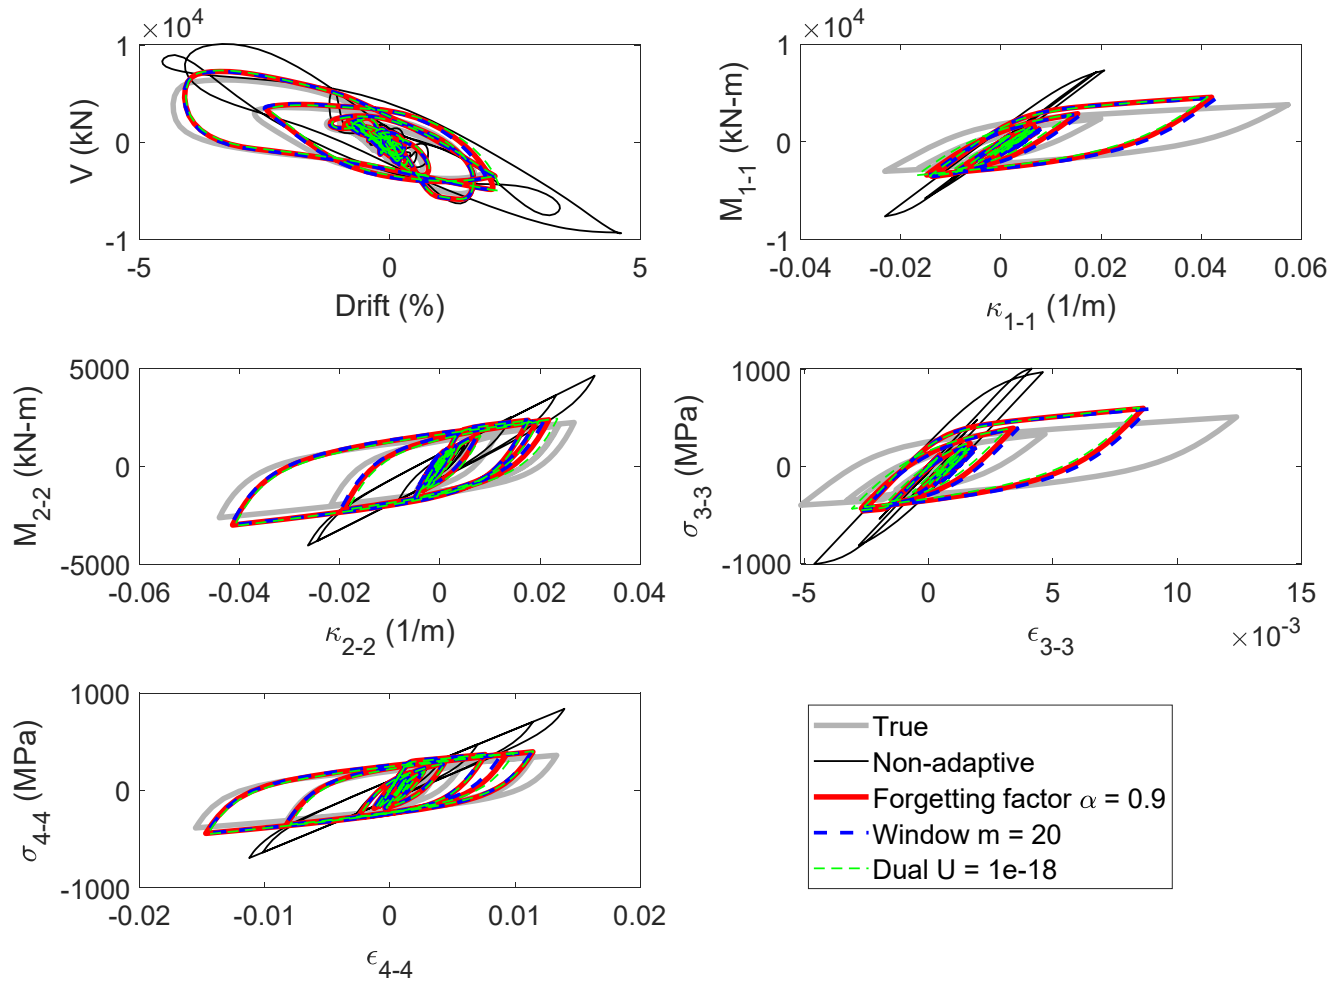 ×10⁴
1
0
-1
V (kN)
-5 0 5
Drift (%)
×10⁴
1
0
-1
M₁₋₁ (kN-m)
-0.04 -0.02 0 0.02 0.04 0.06
κ₁₋₁ (1/m)
5000
0
-5000
M₂₋₂ (kN-m)
-0.06 -0.04 -0.02 0 0.02 0.04
κ₂₋₂ (1/m)
1000
0
-1000
σ₃₋₃ (MPa)
-5 0 5 10 15
ϵ₃₋₃ ×10⁻³
1000
0
-1000
σ₄₋₄ (MPa)
-0.02 -0.01 0 0.01 0.02
ϵ₄₋₄
True
Non-adaptive
Forgetting factor α = 0.9
Window m = 20
Dual U = 1e-18